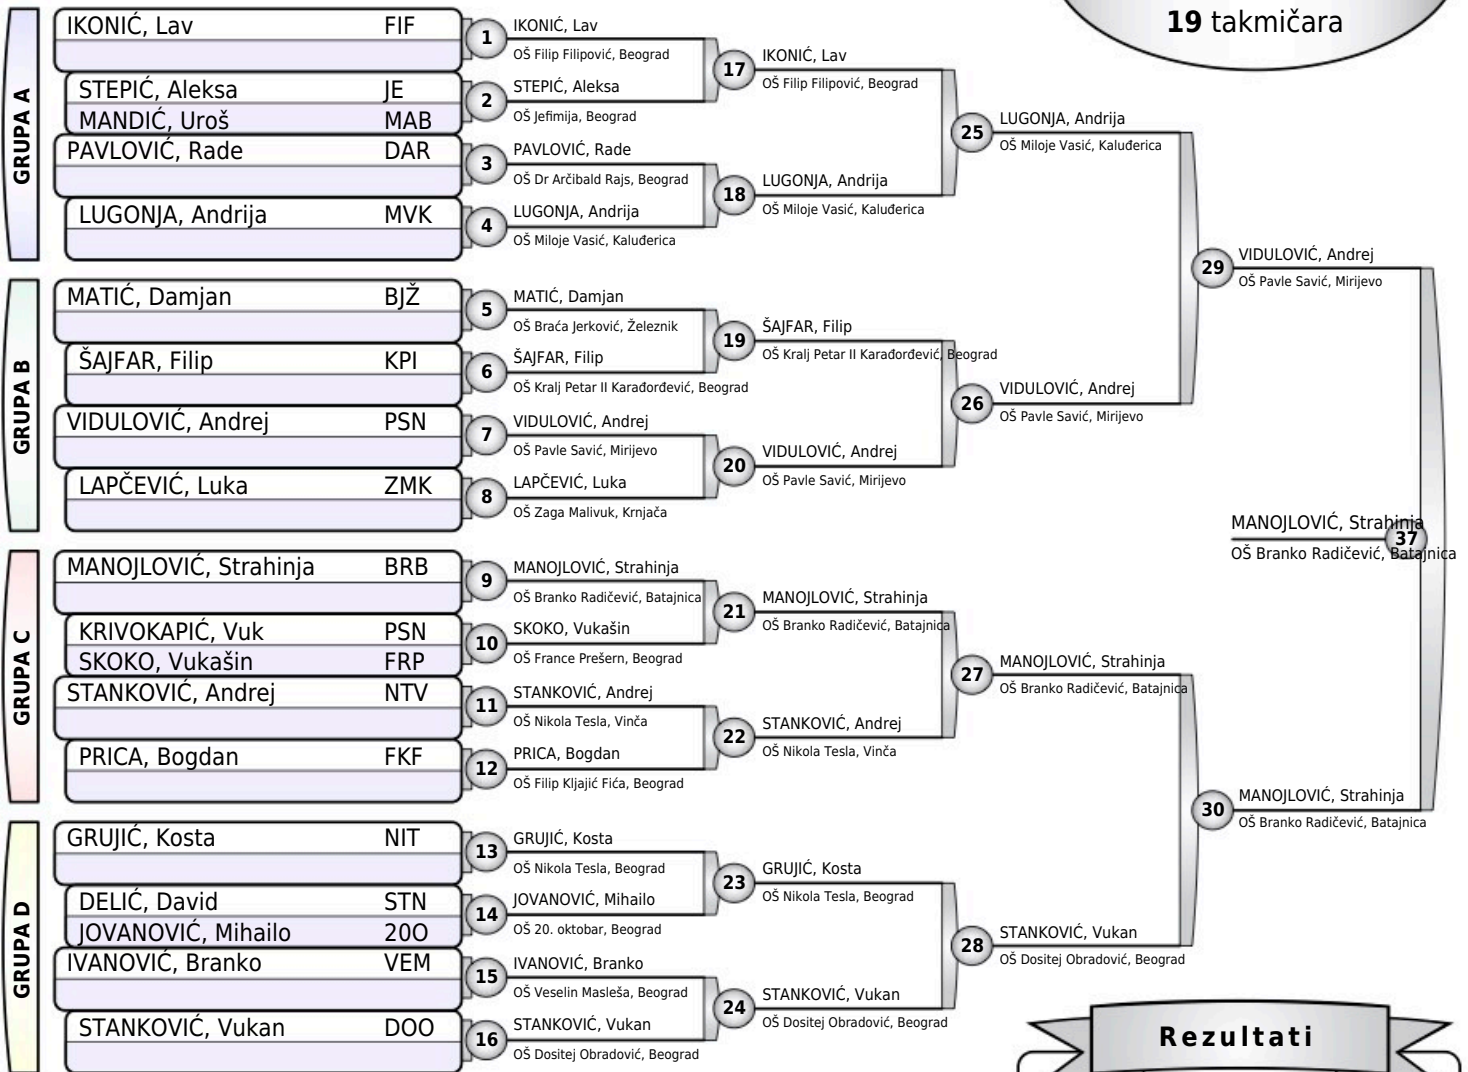 19 takmičara
GRUPA A
IKONIĆ, Lav FIF
STEPIĆ, Aleksa JE
MANDIĆ, Uroš MAB
PAVLOVIĆ, Rade DAR
LUGONJA, Andrija MVK
GRUPA B
MATIĆ, Damjan BJŽ
ŠAJFAR, Filip KPI
VIDULOVIĆ, Andrej PSN
LAPČEVIĆ, Luka ZMK
GRUPA C
MANOJLOVIĆ, Strahinja BRB
KRIVOKAPIĆ, Vuk PSN
SKOKO, Vukašin FRP
STANKOVIĆ, Andrej NTV
PRICA, Bogdan FKF
GRUPA D
GRUJIĆ, Kosta NIT
DELIĆ, David STN
JOVANOVIĆ, Mihailo 20O
IVANOVIĆ, Branko VEM
STANKOVIĆ, Vukan DOO
1 IKONIĆ, Lav
OŠ Filip Filipović, Beograd
2 STEPIĆ, Aleksa
OŠ Jefimija, Beograd
3 PAVLOVIĆ, Rade
OŠ Dr Arčibald Rajs, Beograd
4 LUGONJA, Andrija
OŠ Miloje Vasić, Kaluđerica
5 MATIĆ, Damjan
OŠ Braća Jerković, Železnik
6 ŠAJFAR, Filip
OŠ Kralj Petar II Karađorđević, Beograd
7 VIDULOVIĆ, Andrej
OŠ Pavle Savić, Mirijevo
8 LAPČEVIĆ, Luka
OŠ Zaga Malivuk, Krnjača
9 MANOJLOVIĆ, Strahinja
OŠ Branko Radičević, Batajnica
10 SKOKO, Vukašin
OŠ France Prešern, Beograd
11 STANKOVIĆ, Andrej
OŠ Nikola Tesla, Vinča
12 PRICA, Bogdan
OŠ Filip Kljajić Fića, Beograd
13 GRUJIĆ, Kosta
OŠ Nikola Tesla, Beograd
14 JOVANOVIĆ, Mihailo
OŠ 20. oktobar, Beograd
15 IVANOVIĆ, Branko
OŠ Veselin Masleša, Beograd
16 STANKOVIĆ, Vukan
OŠ Dositej Obradović, Beograd
17 IKONIĆ, Lav
OŠ Filip Filipović, Beograd
18 LUGONJA, Andrija
OŠ Miloje Vasić, Kaluđerica
19 ŠAJFAR, Filip
OŠ Kralj Petar II Karađorđević, Beograd
20 VIDULOVIĆ, Andrej
OŠ Pavle Savić, Mirijevo
21 MANOJLOVIĆ, Strahinja
OŠ Branko Radičević, Batajnica
22 STANKOVIĆ, Andrej
OŠ Nikola Tesla, Vinča
23 GRUJIĆ, Kosta
OŠ Nikola Tesla, Beograd
24 STANKOVIĆ, Vukan
OŠ Dositej Obradović, Beograd
25 LUGONJA, Andrija
OŠ Miloje Vasić, Kaluđerica
26 VIDULOVIĆ, Andrej
OŠ Pavle Savić, Mirijevo
27 MANOJLOVIĆ, Strahinja
OŠ Branko Radičević, Batajnica
28 STANKOVIĆ, Vukan
OŠ Dositej Obradović, Beograd
29 VIDULOVIĆ, Andrej
OŠ Pavle Savić, Mirijevo
30 MANOJLOVIĆ, Strahinja
OŠ Branko Radičević, Batajnica
MANOJLOVIĆ, Strahinja
37
OŠ Branko Radičević, Batajnica
Rezultati